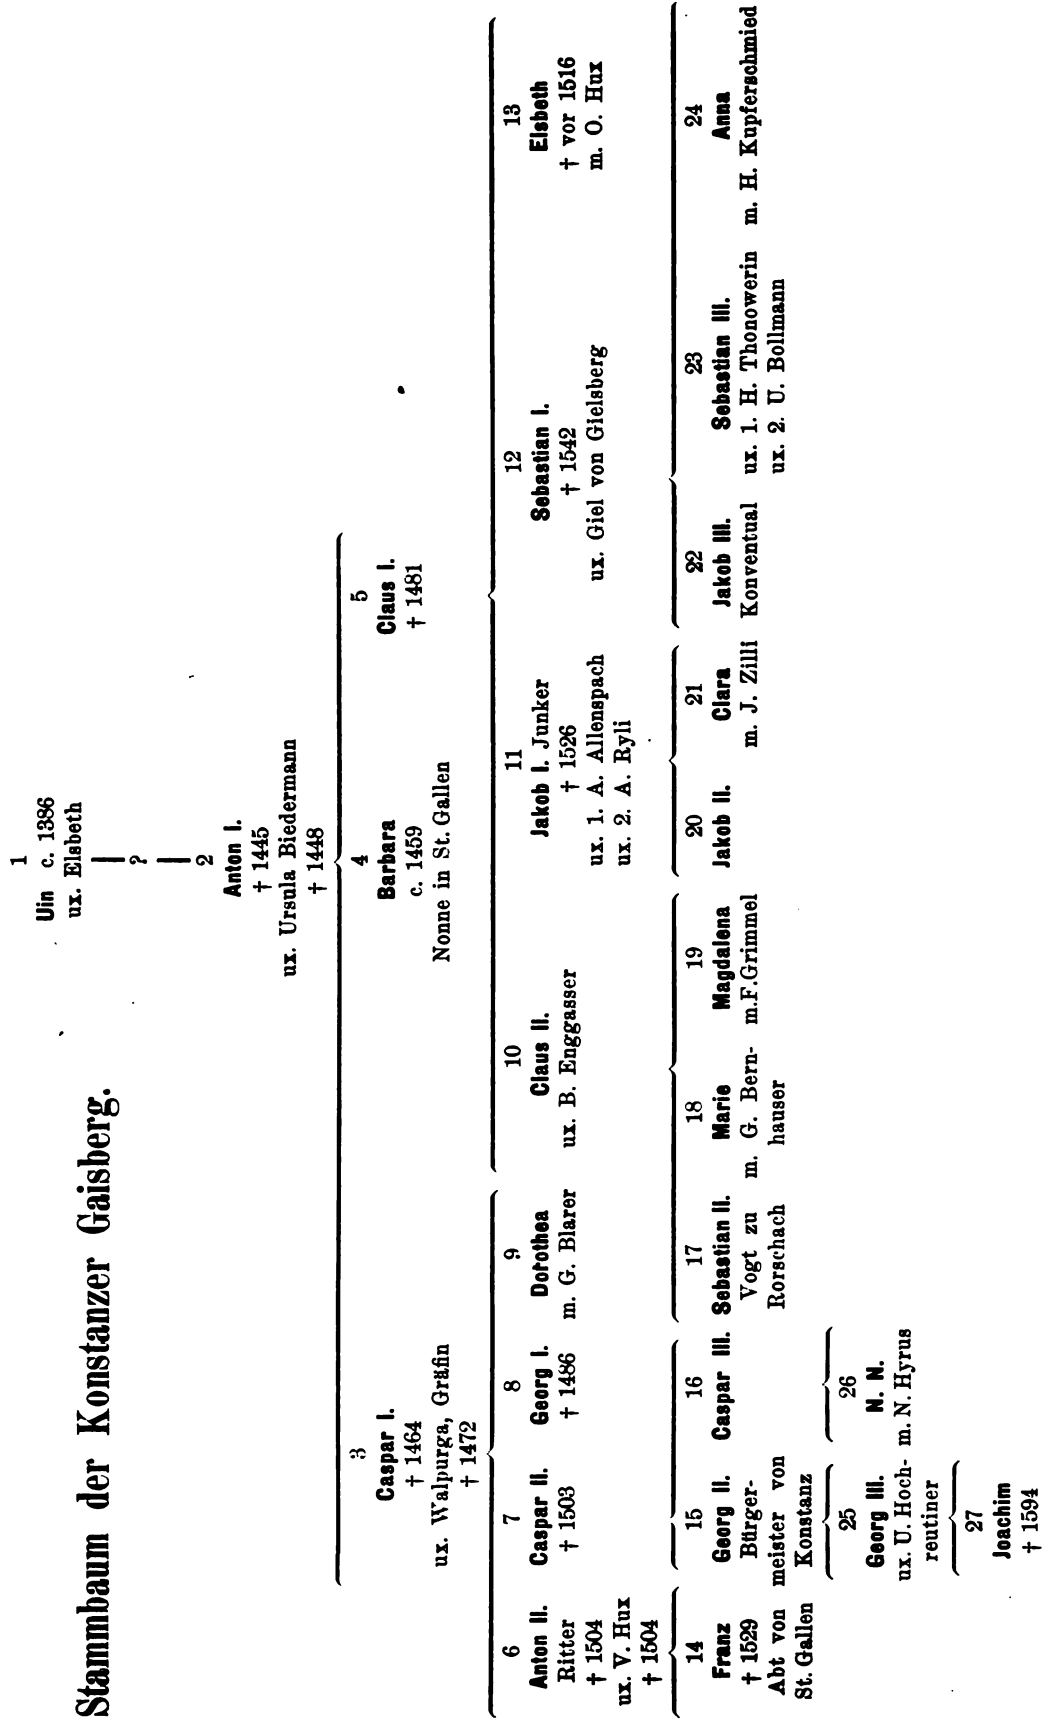 Stammbaum der Konstanzer Gaisberg.
1
Uin c. 1386
ux. Elsbeth
?
2
Anton I.
† 1445
ux. Ursula Biedermann
† 1448
3
Caspar I.
† 1464
ux. Walpurga, Gräfin
† 1472
4
Barbara
c. 1459
Nonne in St. Gallen
5
Claus I.
† 1481
6
Anton II.
Ritter
† 1504
ux. V. Hux
† 1504
7
Caspar II.
† 1503
8
Georg I.
† 1486
9
Dorothea
m. G. Blarer
10
Claus II.
ux. B. Enggasser
11
Jakob I. Junker
† 1526
ux. 1. A. Allenspach
ux. 2. A. Ryli
12
Sebastian I.
† 1542
ux. Giel von Gielsberg
13
Elsbeth
† vor 1516
m. O. Hux
14
Franz
† 1529
Abt von
St. Gallen
15
Georg II.
Bürger-
meister von
Konstanz
16
Caspar III.
17
Sebastian II.
Vogt zu
Rorschach
18
Marie
m. G. Bern-
hauser
19
Magdalena
m. F. Grimmel
20
Jakob II.
21
Clara
m. J. Zilli
22
Jakob III.
Konventual
23
Sebastian III.
ux. 1. H. Thonowerin
ux. 2. U. Bollmann
24
Anna
m. H. Kupferschmied
25
Georg III.
ux. U. Hoch-
reutiner
26
N. N.
m. N. Hyrus
27
Joachim
† 1594